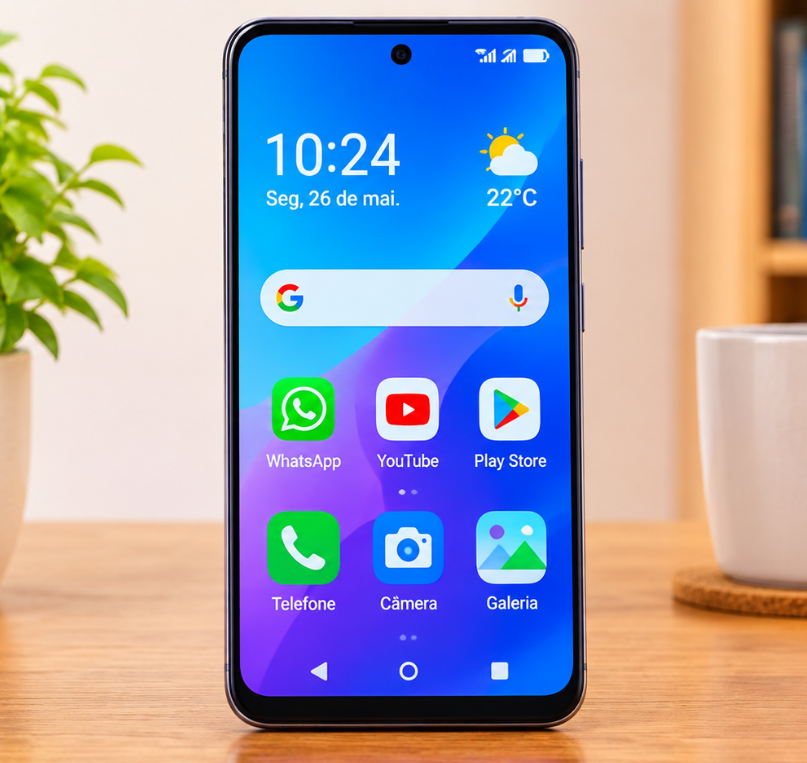 10:24
Seg, 26 de mai.
22°C
G
WhatsApp
YouTube
Play Store
Telefone
Câmera
Galeria